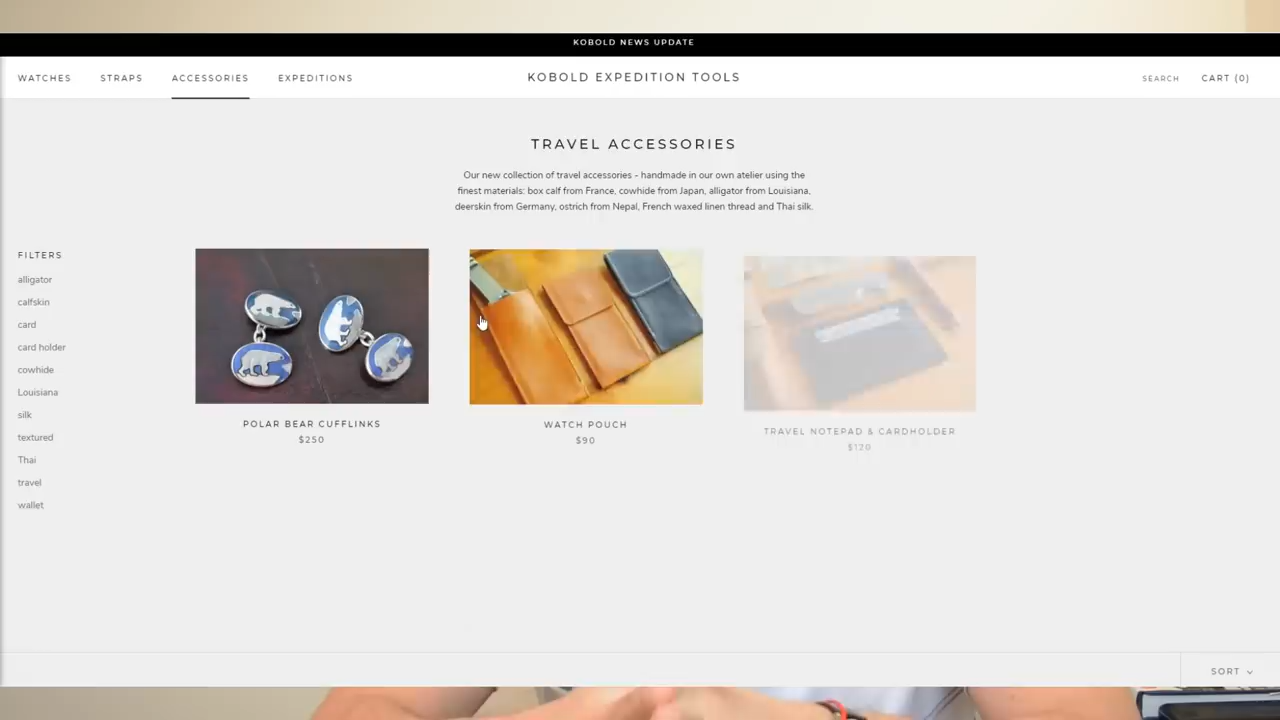 KOBOLD NEWS UPDATE
WATCHES STRAPS ACCESSORIES EXPEDITIONS KOBOLD EXPEDITION TOOLS SEARCH CART (0)
TRAVEL ACCESSORIES
Our new collection of travel accessories - handmade in our own atelier using the
finest materials: box calf from France, cowhide from Japan, alligator from Louisiana,
deerskin from Germany, ostrich from Nepal, French waxed linen thread and Thai silk.
FILTERS
alligator
calfskin
card
card holder
cowhide
Louisiana
silk
textured
Thai
travel
wallet
POLAR BEAR CUFFLINKS
$250
WATCH POUCH
$90
TRAVEL NOTEPAD & CARDHOLDER
$120
SORT